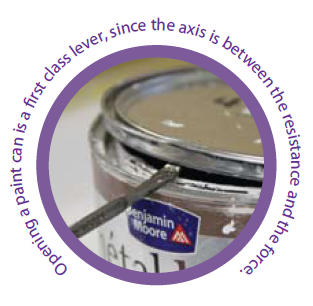 Opening a paint can is a first class lever, since the axis is between the resistance and the force.
Benjamin
Moore